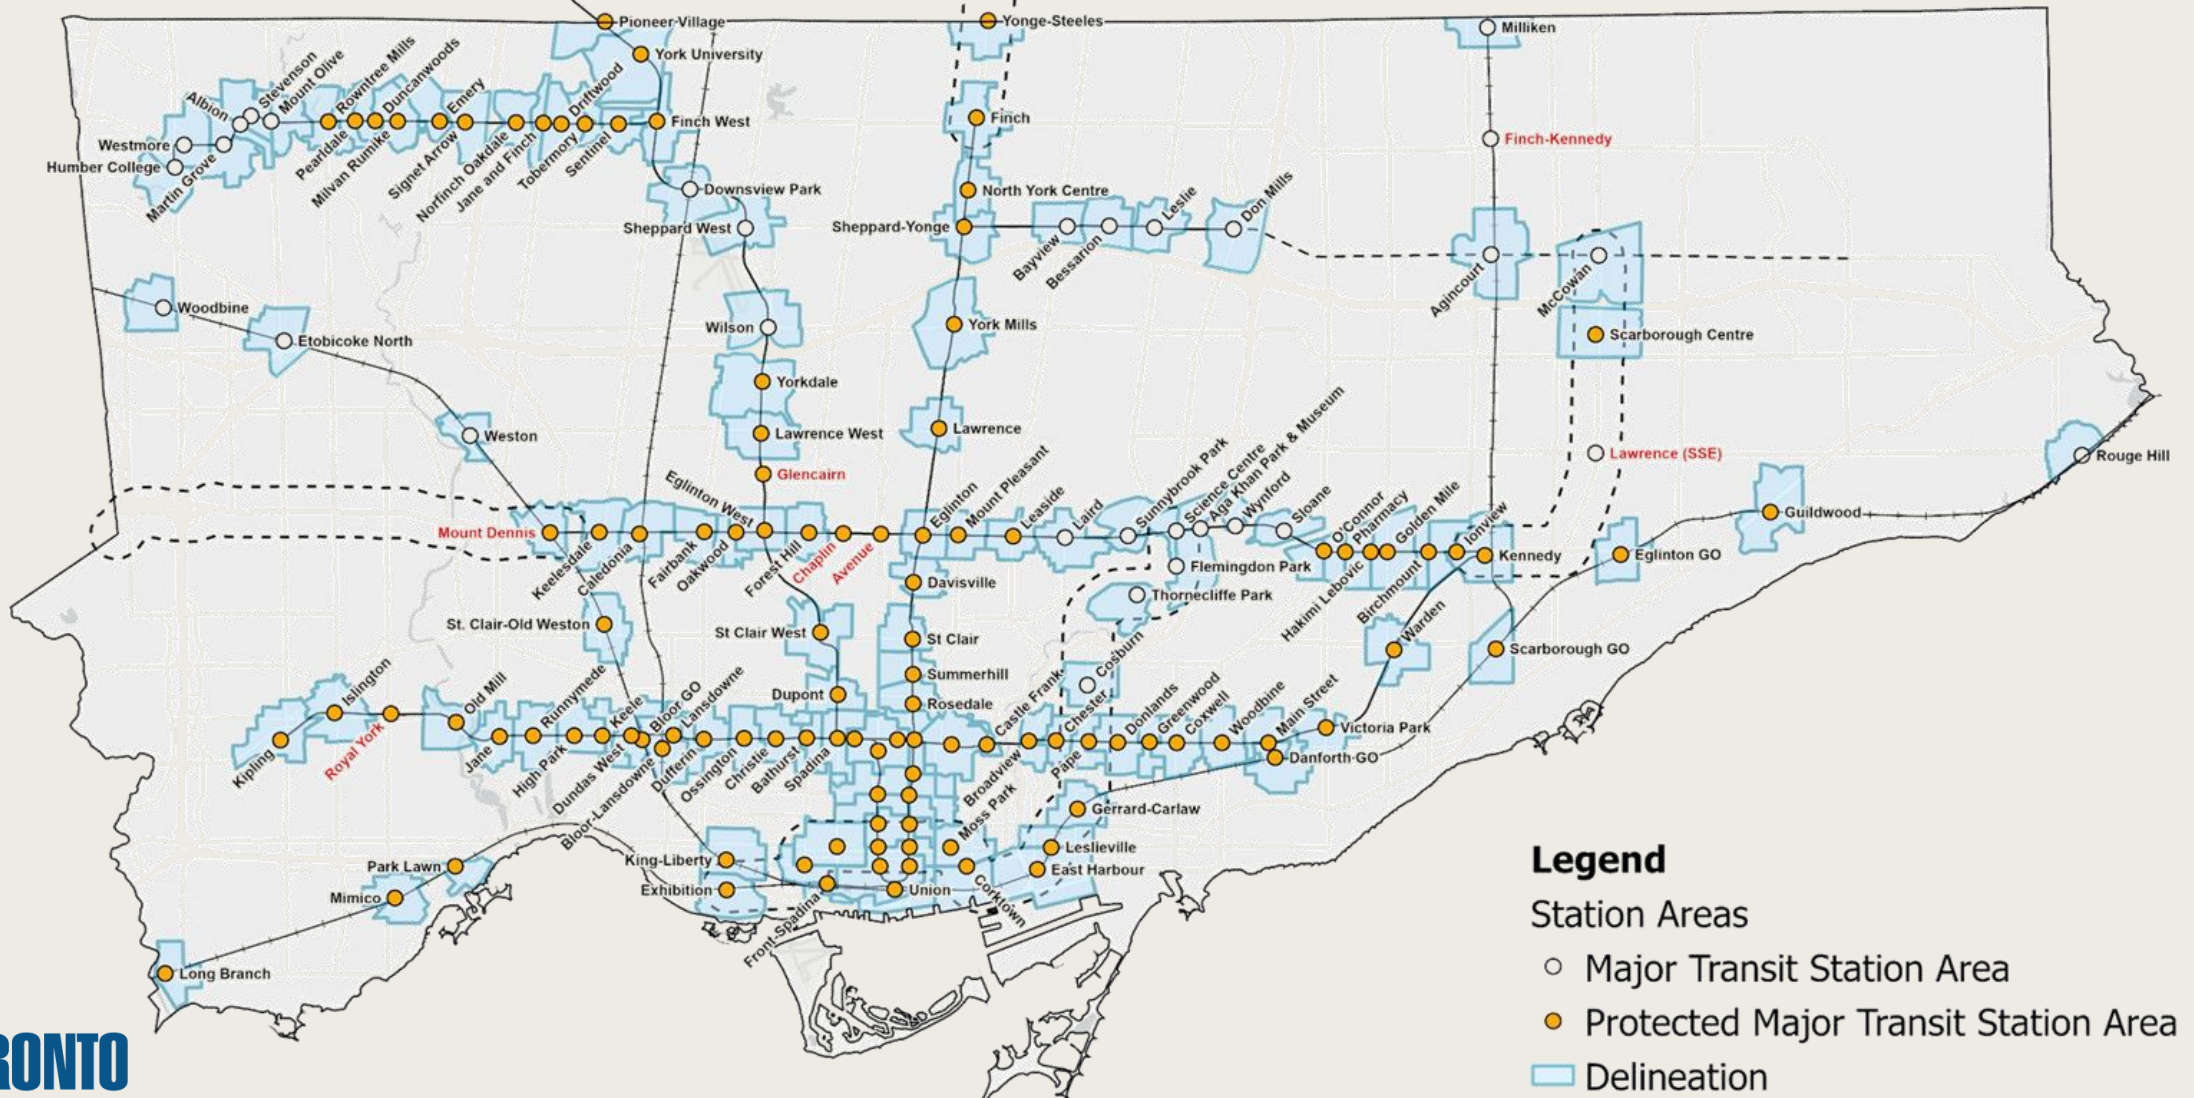 Pioneer Village
Yonge-Steeles
Milliken
York University
Stevenson
Mount Olive
Rowntree Mills
Duncanwoods
Emery
Driftwood
Albion
Finch West
Finch
Finch-Kennedy
Westmore
Humber College
Martin Grove
Pearldale
Milvan Rumike
Signet Arrow
Norfinch Oakdale
Jane and Finch
Tobermory
Sentinel
Downsview Park
North York Centre
Leslie
Don Mills
Sheppard West
Sheppard-Yonge
Bayview
Bessarion
Agincourt
McCowan
Woodbine
Etobicoke North
Wilson
York Mills
Scarborough Centre
Yorkdale
Weston
Lawrence West
Lawrence
Lawrence (SSE)
Rouge Hill
Glencairn
Eglinton West
Eglinton
Mount Pleasant
Leaside
Laird
Sunnybrook Park
Science Centre
Aga Khan Park & Museum
Wynford
Sloane
O'Connor
Pharmacy
Golden Mile
Ionview
Guildwood
Mount Dennis
Keelesdale
Caledonia
Fairbank
Oakwood
Forest Hill
Chaplin
Avenue
Kennedy
Eglinton GO
Flemingdon Park
Hakimi Lebovic
Birchmount
Davisville
Thorncliffe Park
St. Clair-Old Weston
St Clair West
St Clair
Cosburn
Warden
Scarborough GO
Summerhill
Dupont
Rosedale
Islington
Old Mill
Runnymede
Keele
Bloor GO
Lansdowne
Castle Frank
Chester
Donlands
Greenwood
Coxwell
Woodbine
Main Street
Victoria Park
Kipling
Royal York
Jane
High Park
Dundas West
Bloor-Lansdowne
Dufferin
Ossington
Christie
Bathurst
Spadina
Broadview
Pape
Danforth GO
Moss Park
Gerrard-Carlaw
Leslieville
East Harbour
King-Liberty
Exhibition
Union
Corktown
Front-Spadina
Park Lawn
Mimico
Long Branch
Legend
Station Areas
Major Transit Station Area
Protected Major Transit Station Area
Delineation
RONTO